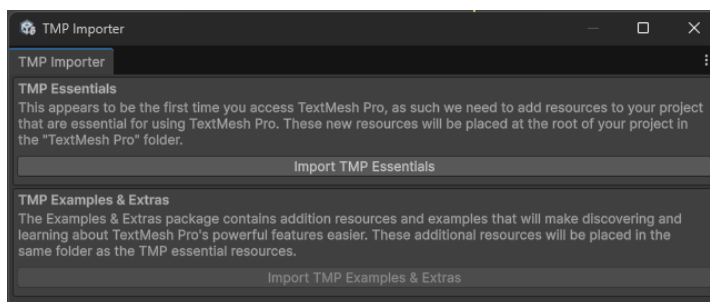 TMP Importer
TMP Importer
TMP Essentials
This appears to be the first time you access TextMesh Pro, as such we need to add resources to your project
that are essential for using TextMesh Pro. These new resources will be placed at the root of your project in
the "TextMesh Pro" folder.
Import TMP Essentials
TMP Examples & Extras
The Examples & Extras package contains addition resources and examples that will make discovering and
learning about TextMesh Pro's powerful features easier. These additional resources will be placed in the
same folder as the TMP essential resources.
Import TMP Examples & Extras